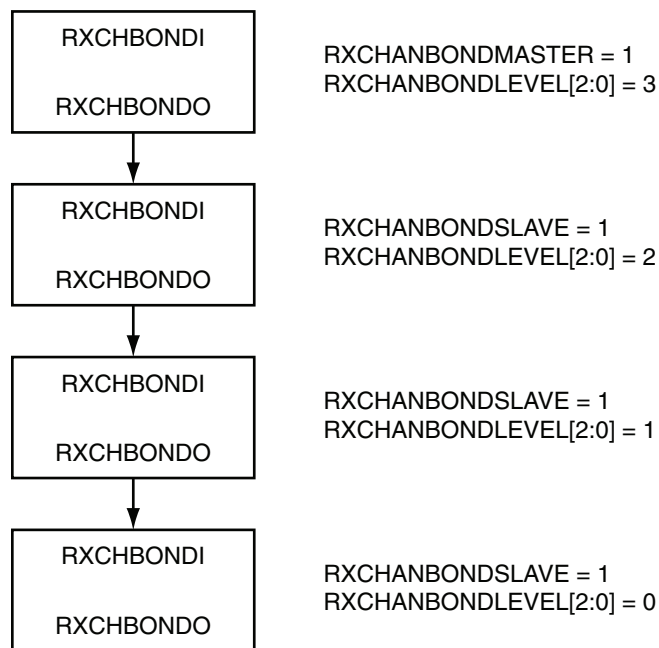 RXCHBONDI
RXCHBONDO
RXCHANBONDMASTER = 1
RXCHANBONDLEVEL[2:0] = 3
RXCHBONDI
RXCHBONDO
RXCHANBONDSLAVE = 1
RXCHANBONDLEVEL[2:0] = 2
RXCHBONDI
RXCHBONDO
RXCHANBONDSLAVE = 1
RXCHANBONDLEVEL[2:0] = 1
RXCHBONDI
RXCHBONDO
RXCHANBONDSLAVE = 1
RXCHANBONDLEVEL[2:0] = 0